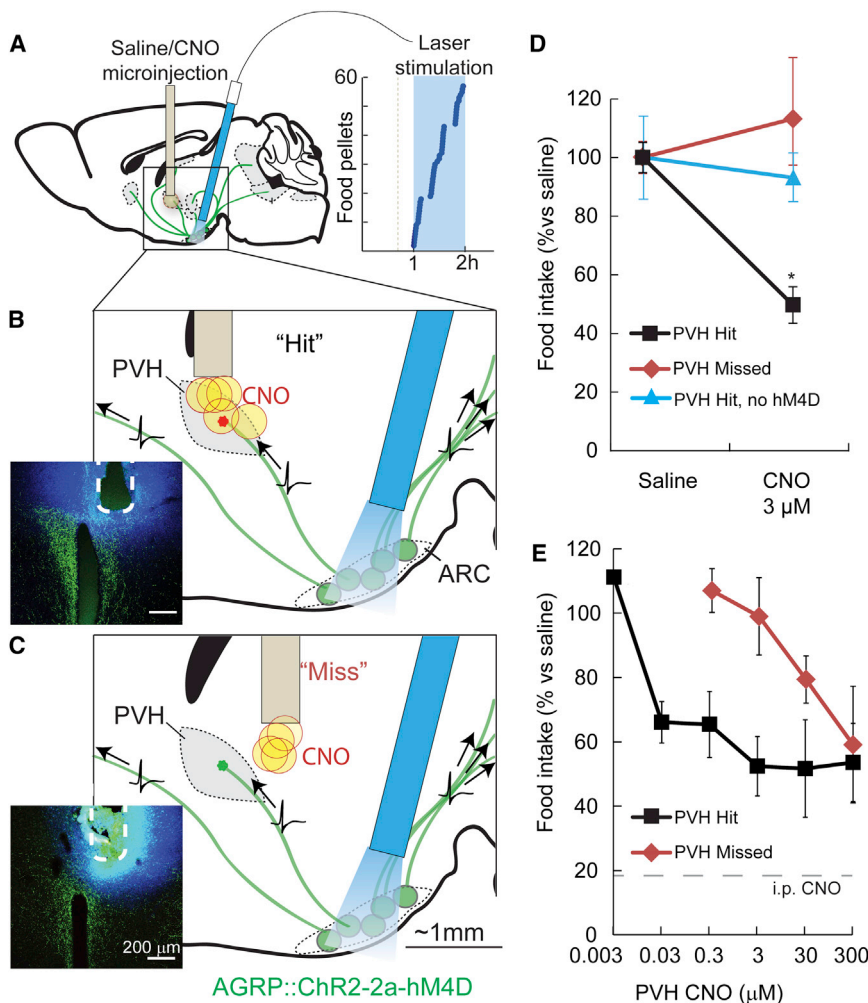 A
Saline/CNO
microinjection
Laser
stimulation
60
Food pellets
1
2h
B
"Hit"
PVH
CNO
ARC
C
"Miss"
PVH
CNO
200 µm
~1mm
AGRP::ChR2-2a-hM4D
D
Food intake (%vs saline)
120
100
80
60
40
20
0
*
PVH Hit
PVH Missed
PVH Hit, no hM4D
Saline
CNO
3 µM
E
Food intake (% vs saline)
120
100
80
60
40
20
0
PVH Hit
PVH Missed
i.p. CNO
0.003
0.03
0.3
3
30
300
PVH CNO (µM)